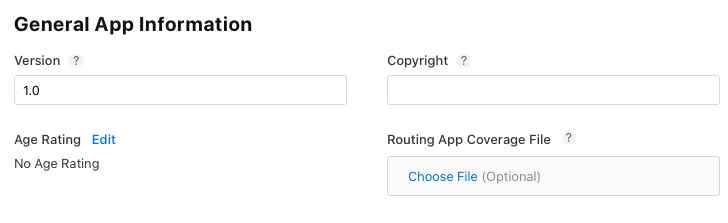 General App Information
Version ?
1.0
Copyright ?
Age Rating Edit
No Age Rating
Routing App Coverage File ?
Choose File (Optional)